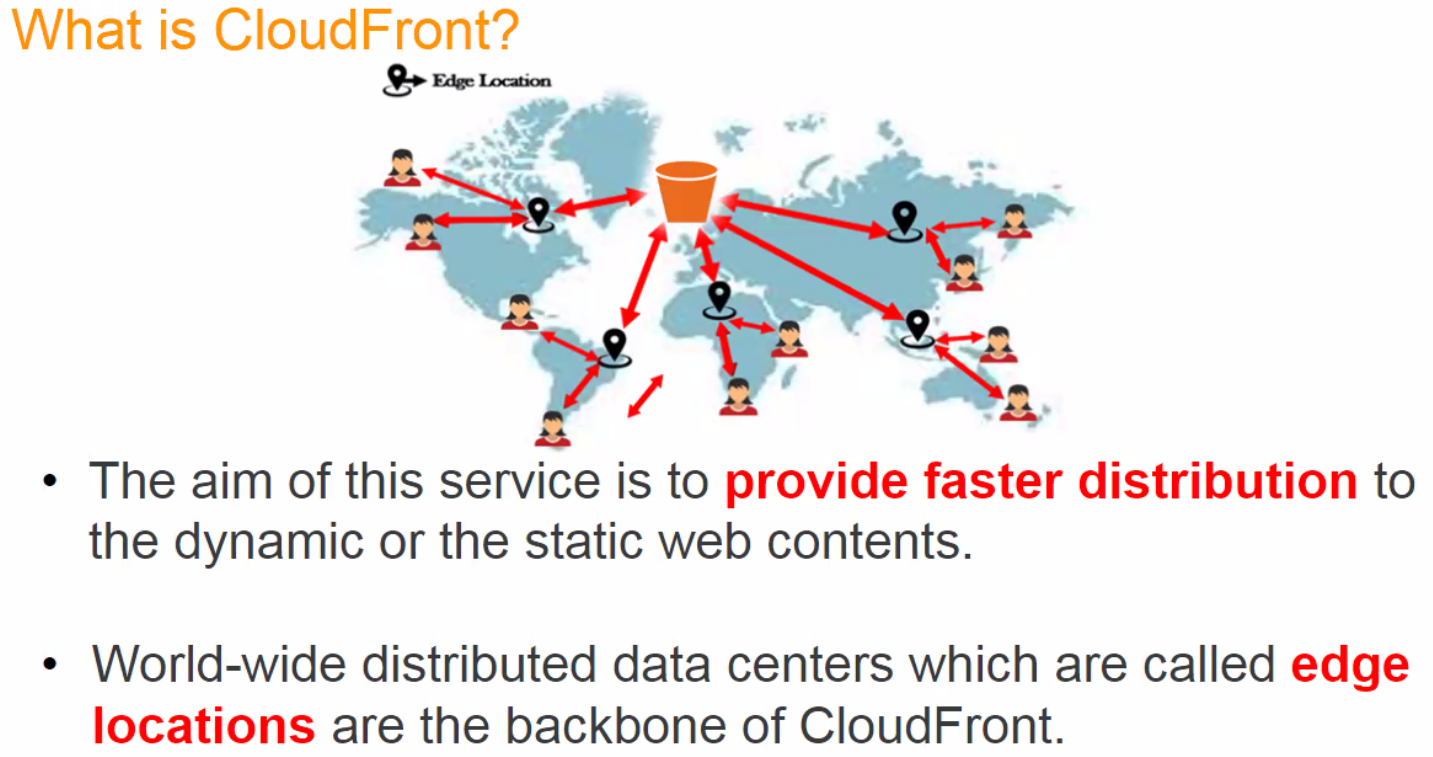 What is CloudFront?
Edge Location
• The aim of this service is to provide faster distribution to
the dynamic or the static web contents.
• World-wide distributed data centers which are called edge
locations are the backbone of CloudFront.